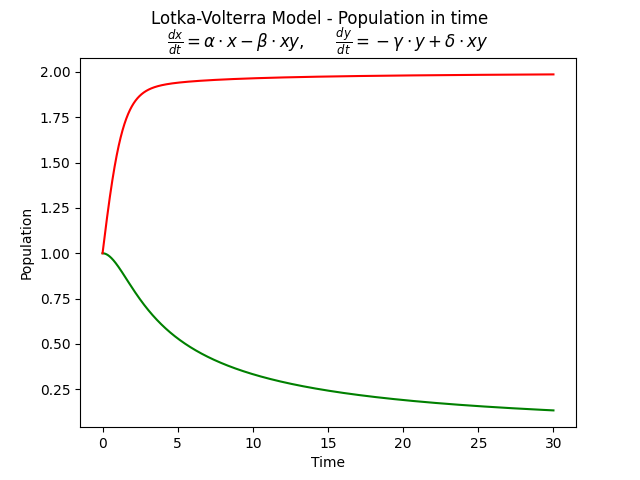 Lotka-Volterra Model - Population in time
dx/dt = α · x − β · xy,    dy/dt = −γ · y + δ · xy
2.00
1.75
1.50
1.25
1.00
0.75
0.50
0.25
Population
0 5 10 15 20 25 30
Time